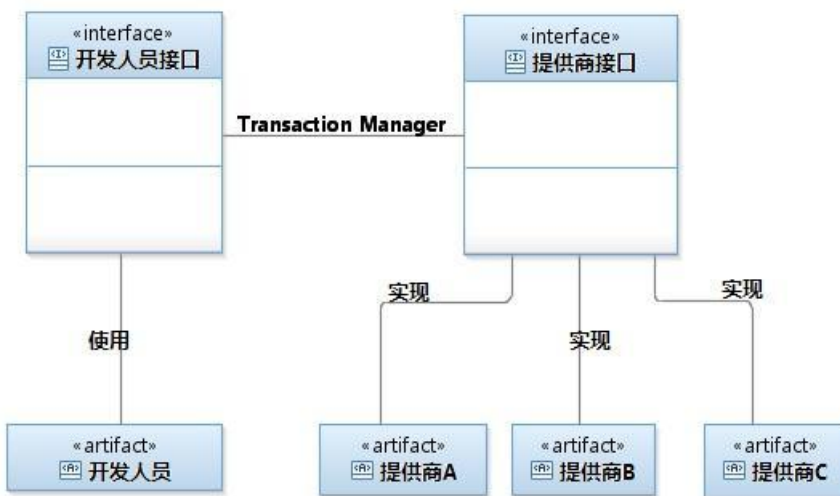 «interface»
开发人员接口
«interface»
提供商接口
Transaction Manager
实现
实现
使用
实现
«artifact»
开发人员
«artifact»
提供商A
«artifact»
提供商B
«artifact»
提供商C